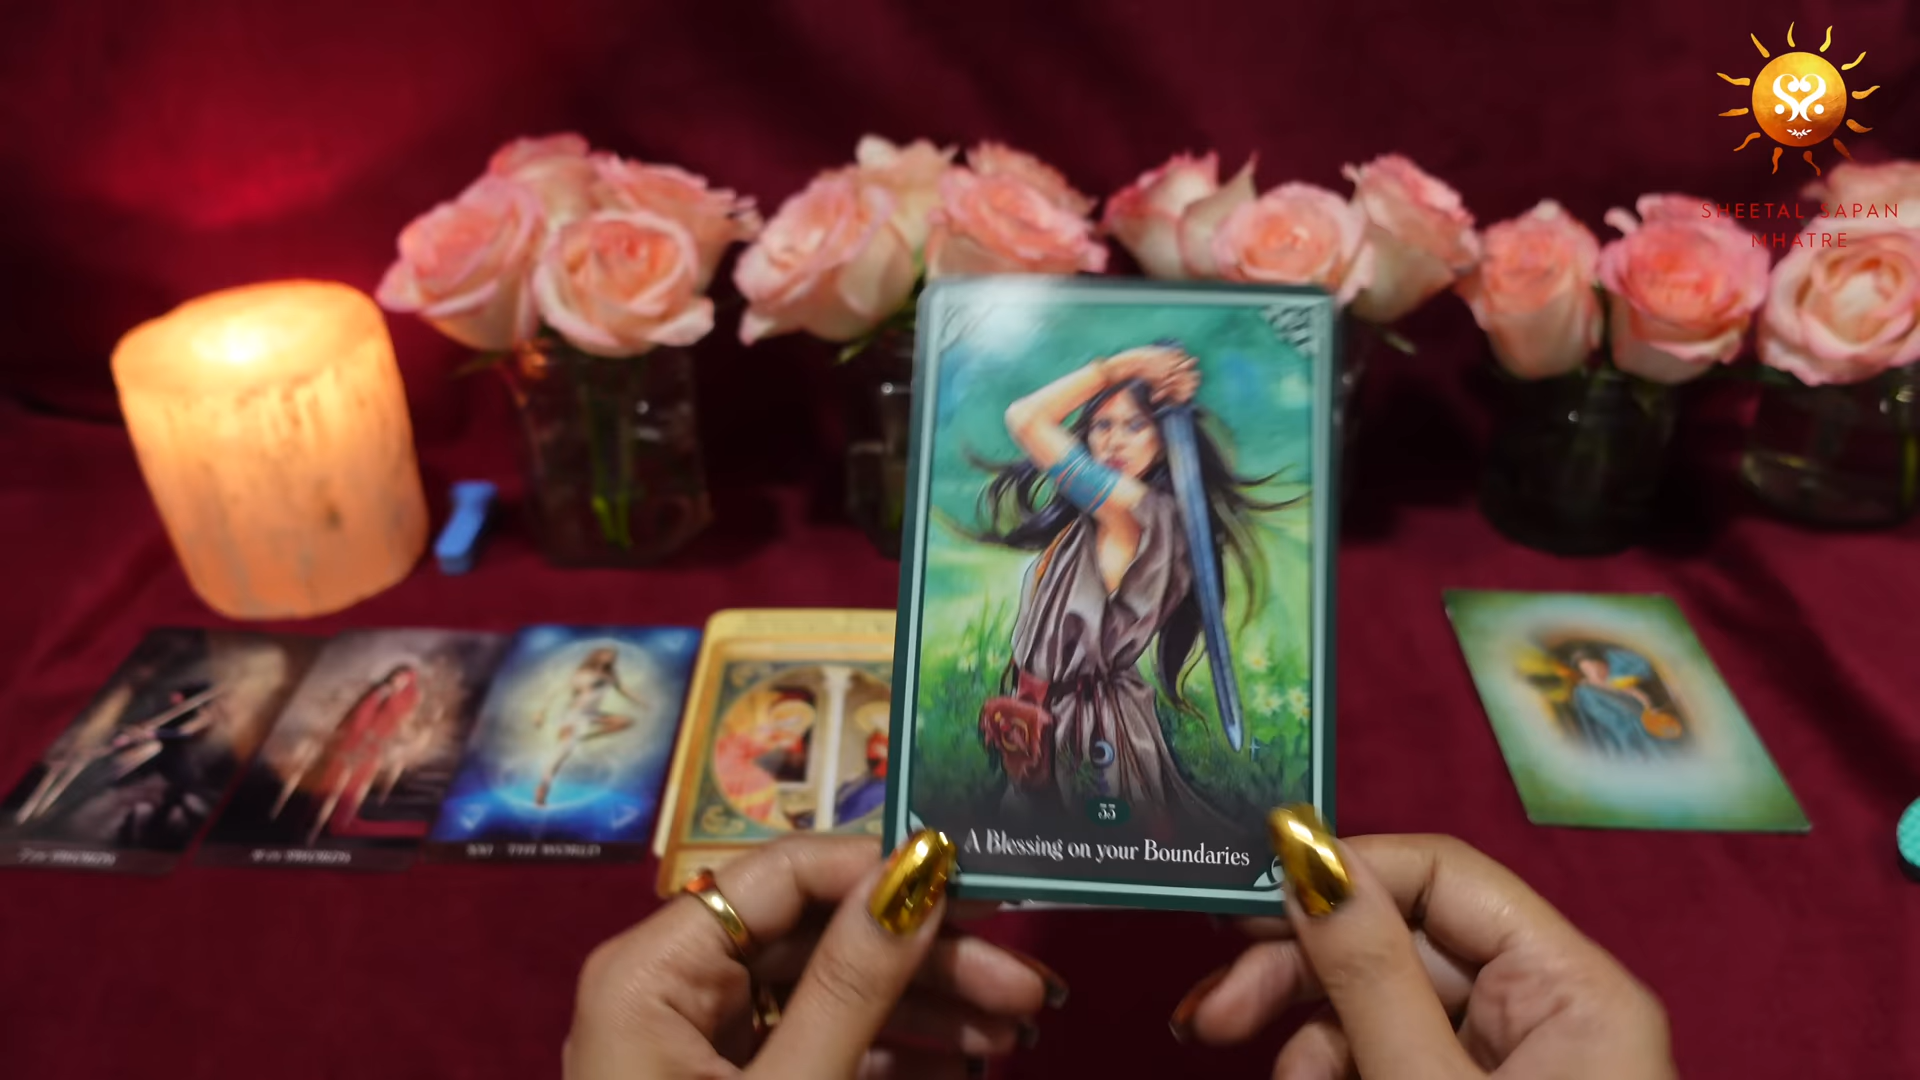 SHEETAL SAPAN
MHATRE
33
A Blessing on your Boundaries
XXI - THE WORLD